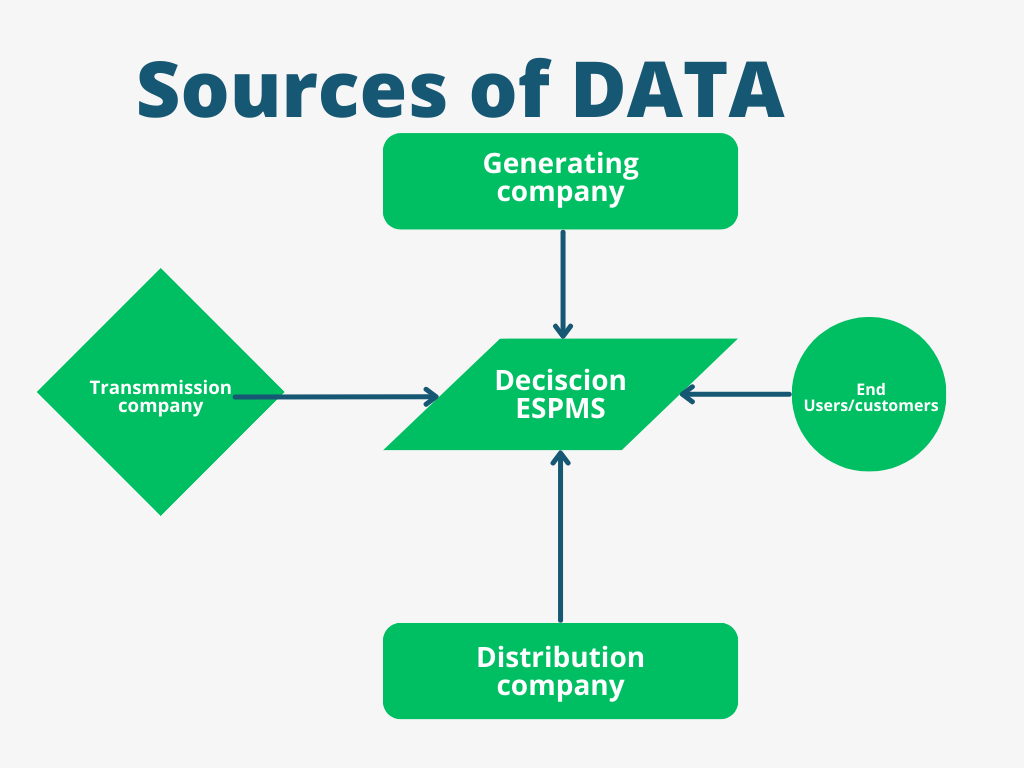 Sources of DATA
Generating
company
Transmmission
company
Deciscion
ESPMS
End
Users/customers
Distribution
company